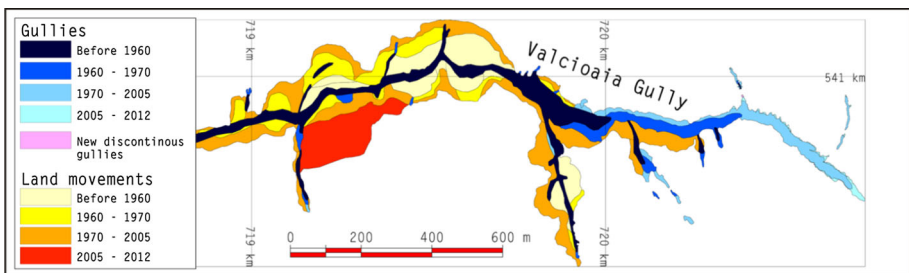 Gullies
Before 1960
1960 - 1970
1970 - 2005
2005 - 2012
New discontinous
gullies
Land movements
Before 1960
1960 - 1970
1970 - 2005
2005 - 2012
719 km
720 km
Valcioaia Gully
541 km
719 km
720 km
0 200 400 600 m